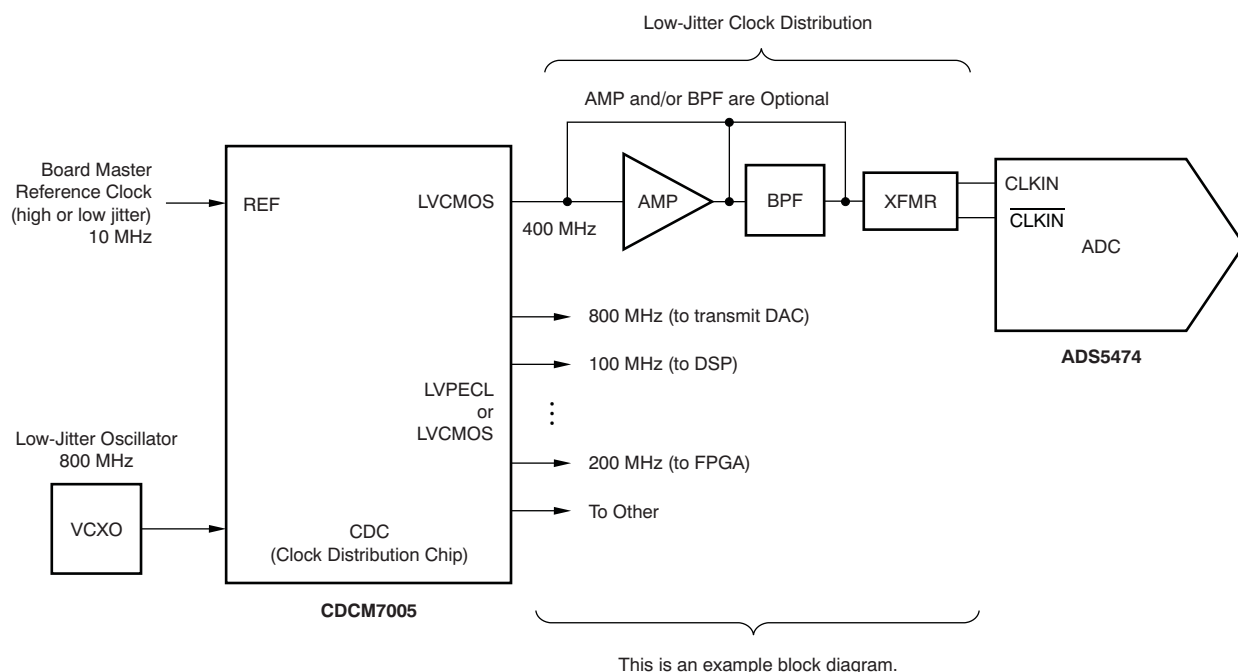 Low-Jitter Clock Distribution
AMP and/or BPF are Optional
Board Master
Reference Clock
(high or low jitter)
10 MHz
REF
LVCMOS
400 MHz
AMP
BPF
XFMR
CLKIN
CLKIN
ADC
ADS5474
800 MHz (to transmit DAC)
100 MHz (to DSP)
LVPECL
or
LVCMOS
⋮
200 MHz (to FPGA)
To Other
Low-Jitter Oscillator
800 MHz
VCXO
CDC
(Clock Distribution Chip)
CDCM7005
This is an example block diagram.